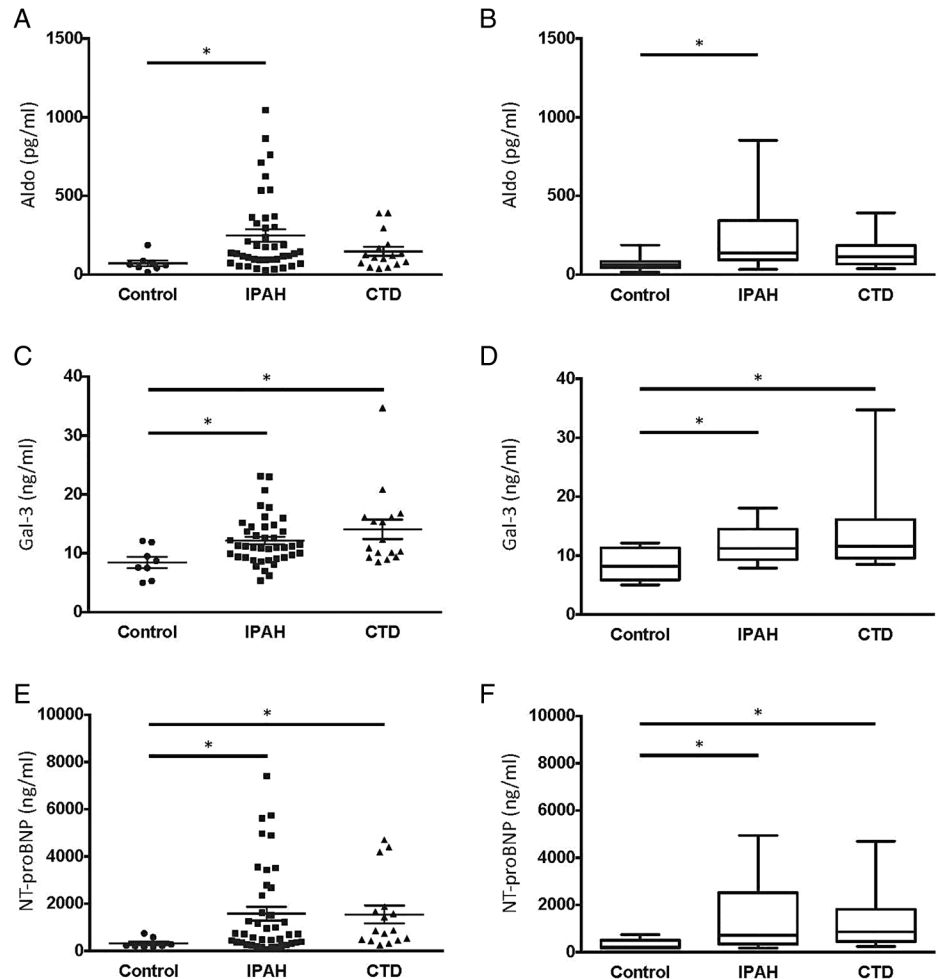 A
Aldo (pg/ml)
1500
1000
500
0
*
Control IPAH CTD
B
Aldo (pg/ml)
1500
1000
500
0
*
Control IPAH CTD
C
Gal-3 (ng/ml)
40
30
20
10
0
*
*
Control IPAH CTD
D
Gal-3 (ng/ml)
40
30
20
10
0
*
*
Control IPAH CTD
E
NT-proBNP (ng/ml)
10000
8000
6000
4000
2000
0
*
*
Control IPAH CTD
F
NT-proBNP (ng/ml)
10000
8000
6000
4000
2000
0
*
*
Control IPAH CTD